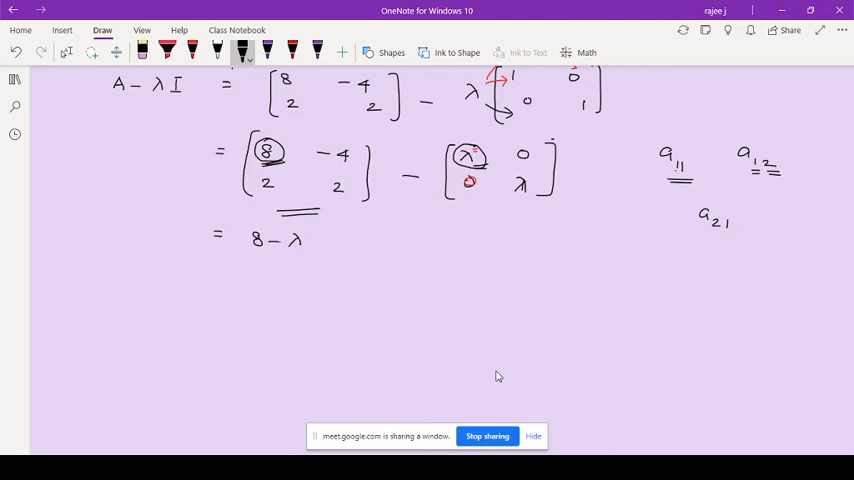 OneNote for Windows 10
rajee j
Home Insert Draw View Help Class Notebook
Share
Shapes Ink to Shape Ink to Text Math
A - λ I = [ 8 -4 - λ [ 1 0
2 2 ] 0 1 ]
= [ 8 -4 - [ λ 0 a11 a12
2 2 ] 0 λ ] a21
= 8 - λ
meet.google.com is sharing a window. Stop sharing Hide